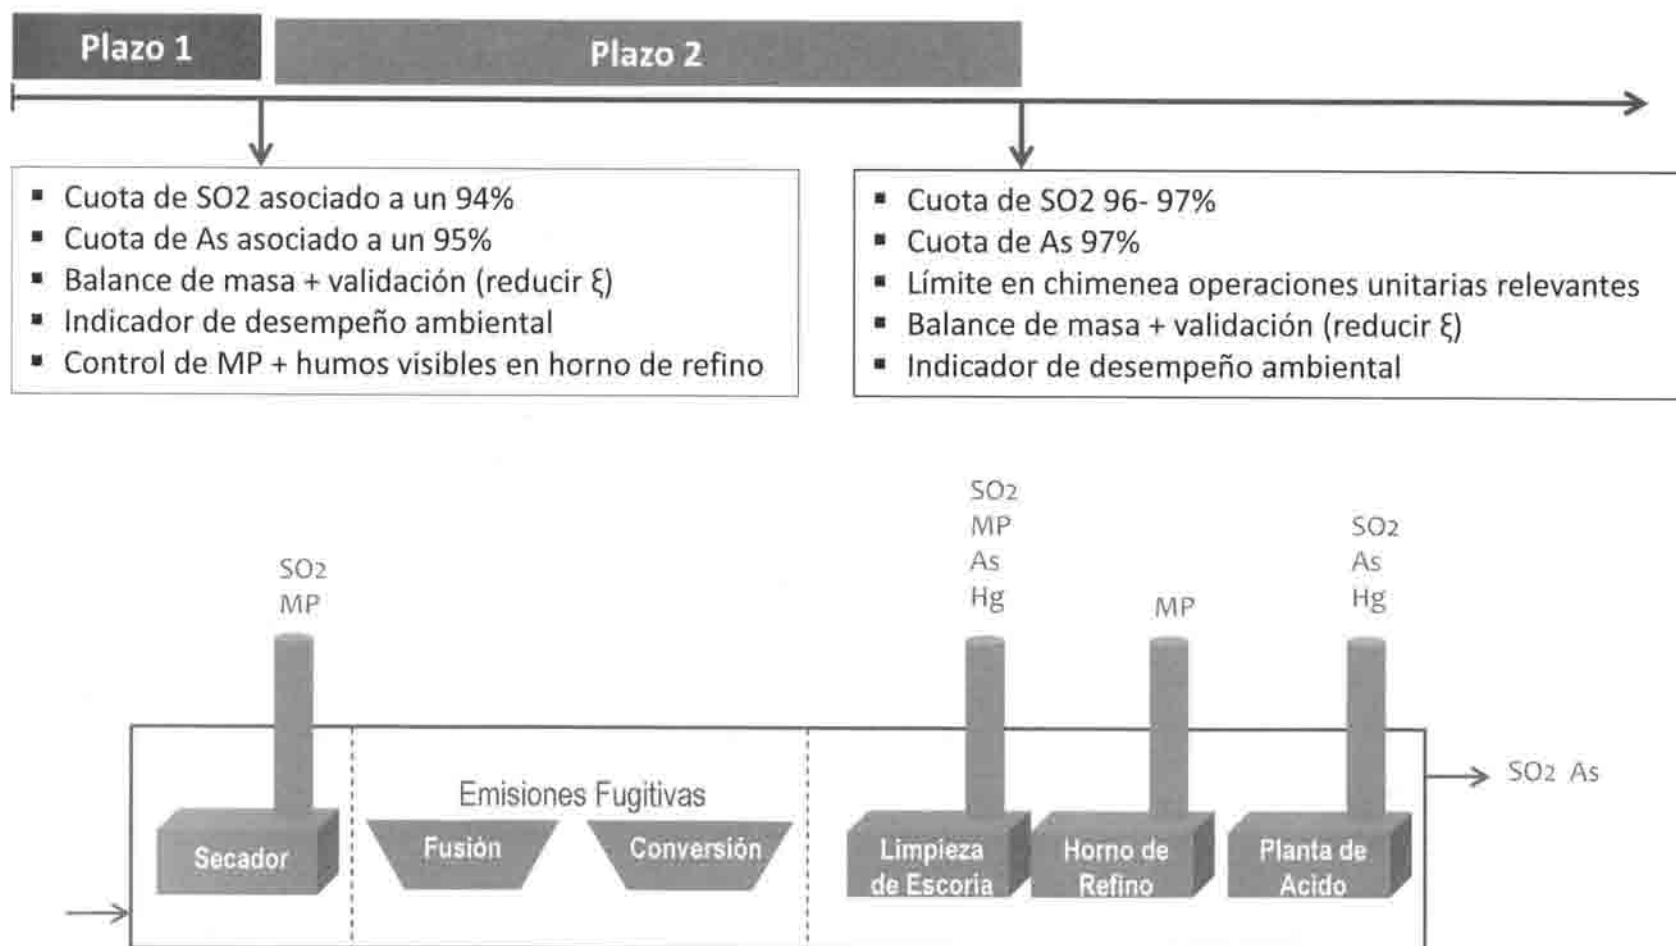 Plazo 1
Plazo 2
▪ Cuota de SO2 asociado a un 94%
▪ Cuota de As asociado a un 95%
▪ Balance de masa + validación (reducir ξ)
▪ Indicador de desempeño ambiental
▪ Control de MP + humos visibles en horno de refino
▪ Cuota de SO2 96- 97%
▪ Cuota de As 97%
▪ Límite en chimenea operaciones unitarias relevantes
▪ Balance de masa + validación (reducir ξ)
▪ Indicador de desempeño ambiental
SO2
MP
SO2
MP
As
Hg
MP
SO2
As
Hg
Emisiones Fugitivas
SO2 As
Secador
Fusión
Conversión
Limpieza
de Escoria
Horno de
Refino
Planta de
Acido